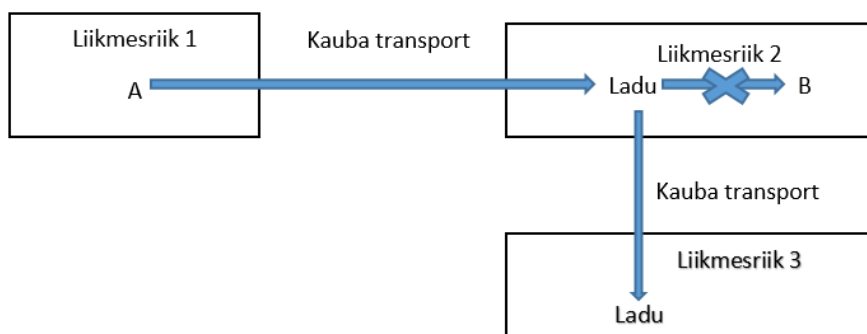 Liikmesriik 1
Kauba transport
Liikmesriik 2
A
Ladu
B
Kauba transport
Liikmesriik 3
Ladu